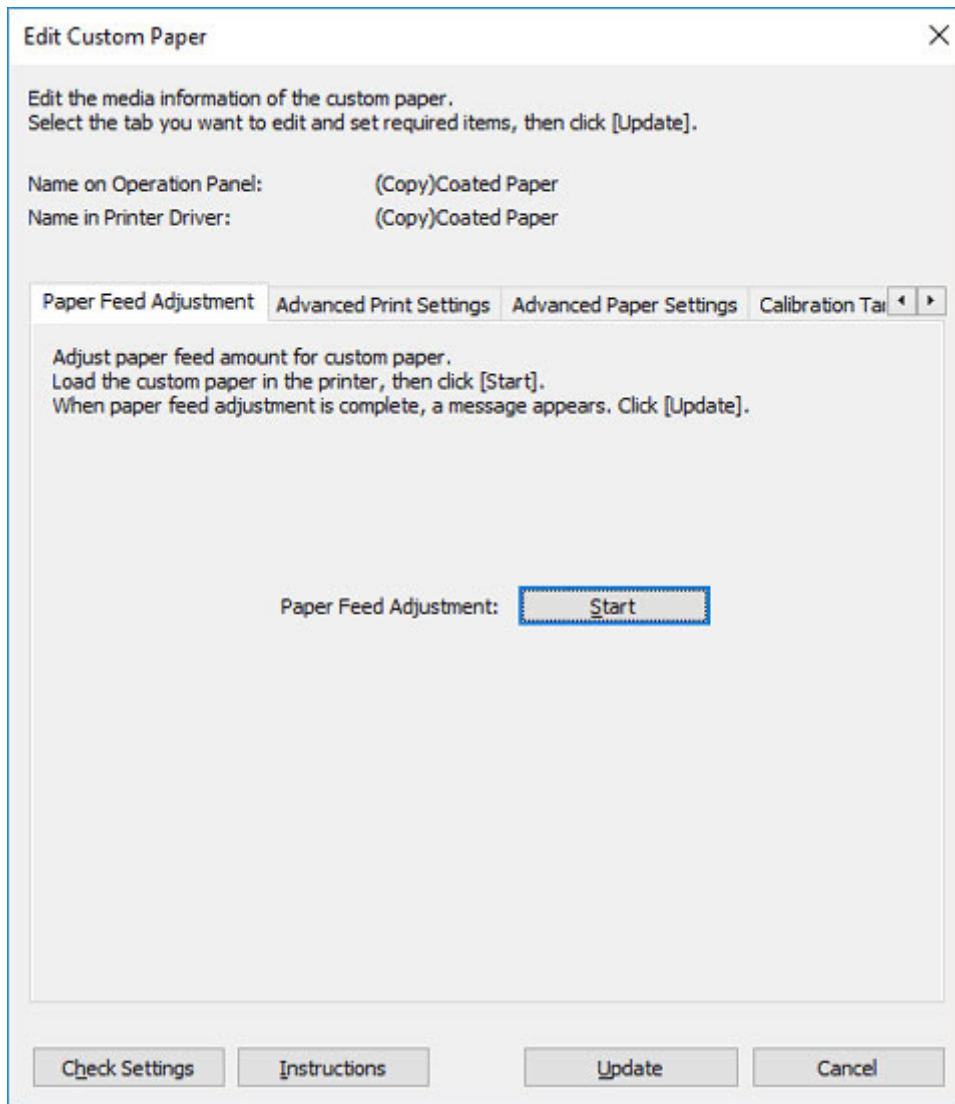 Edit Custom Paper
Edit the media information of the custom paper.
Select the tab you want to edit and set required items, then click [Update].
Name on Operation Panel: (Copy)Coated Paper
Name in Printer Driver: (Copy)Coated Paper
Paper Feed Adjustment Advanced Print Settings Advanced Paper Settings Calibration
Adjust paper feed amount for custom paper.
Load the custom paper in the printer, then click [Start].
When paper feed adjustment is complete, a message appears. Click [Update].
Paper Feed Adjustment: Start
Check Settings Instructions Update Cancel